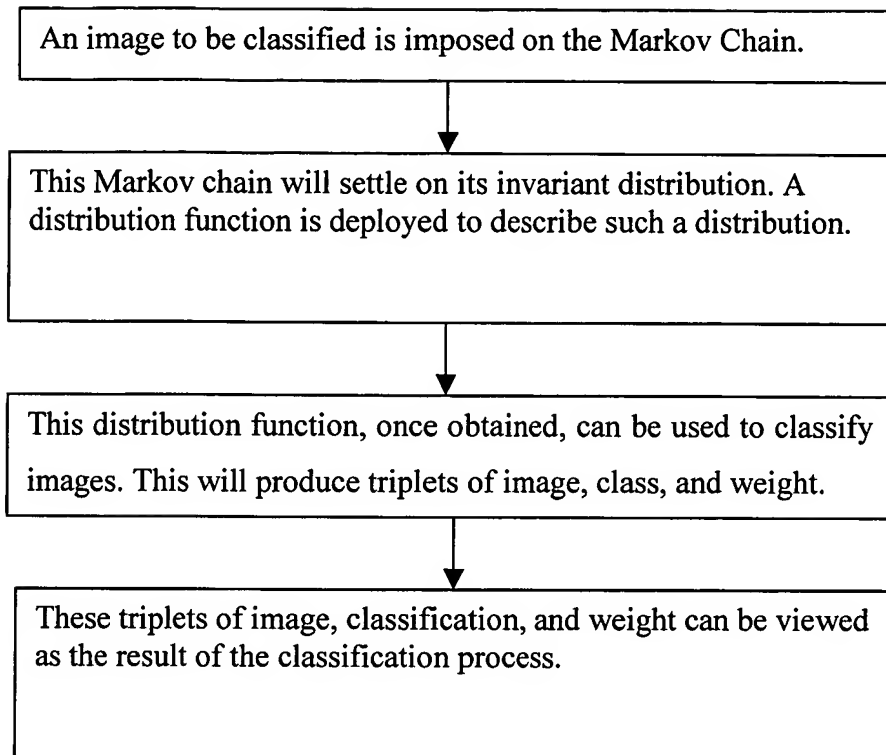 An image to be classified is imposed on the Markov Chain.
This Markov chain will settle on its invariant distribution. A
distribution function is deployed to describe such a distribution.
This distribution function, once obtained, can be used to classify
images. This will produce triplets of image, class, and weight.
These triplets of image, classification, and weight can be viewed
as the result of the classification process.